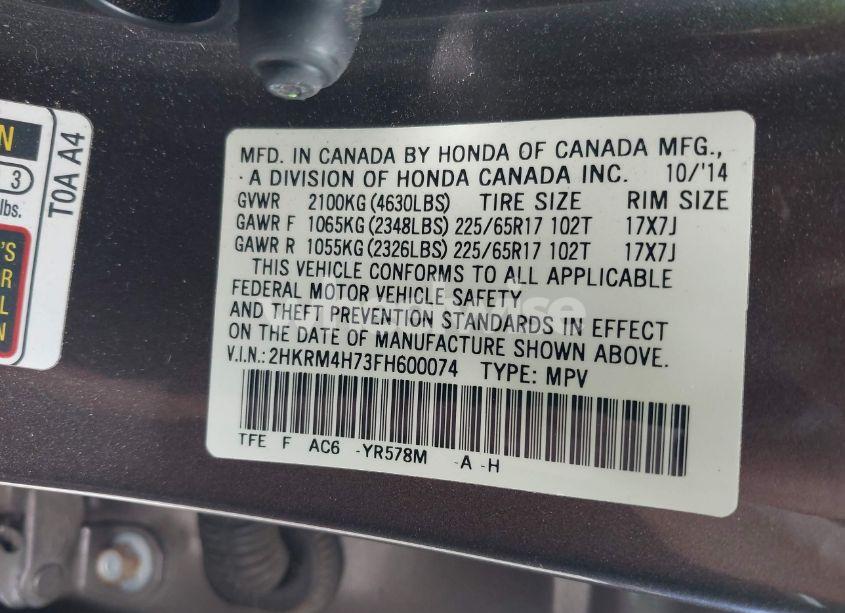 N
3
lbs.
'S
R
L
N
T0A A4
MFD. IN CANADA BY HONDA OF CANADA MFG.,
A DIVISION OF HONDA CANADA INC. 10/'14
GVWR 2100KG (4630LBS) TIRE SIZE RIM SIZE
GAWR F 1065KG (2348LBS) 225/65R17 102T 17X7J
GAWR R 1055KG (2326LBS) 225/65R17 102T 17X7J
THIS VEHICLE CONFORMS TO ALL APPLICABLE
FEDERAL MOTOR VEHICLE SAFETY
AND THEFT PREVENTION STANDARDS IN EFFECT
ON THE DATE OF MANUFACTURE SHOWN ABOVE.
V.I.N.: 2HKRM4H73FH600074 TYPE: MPV
TFE F AC6 -YR578M -A -H